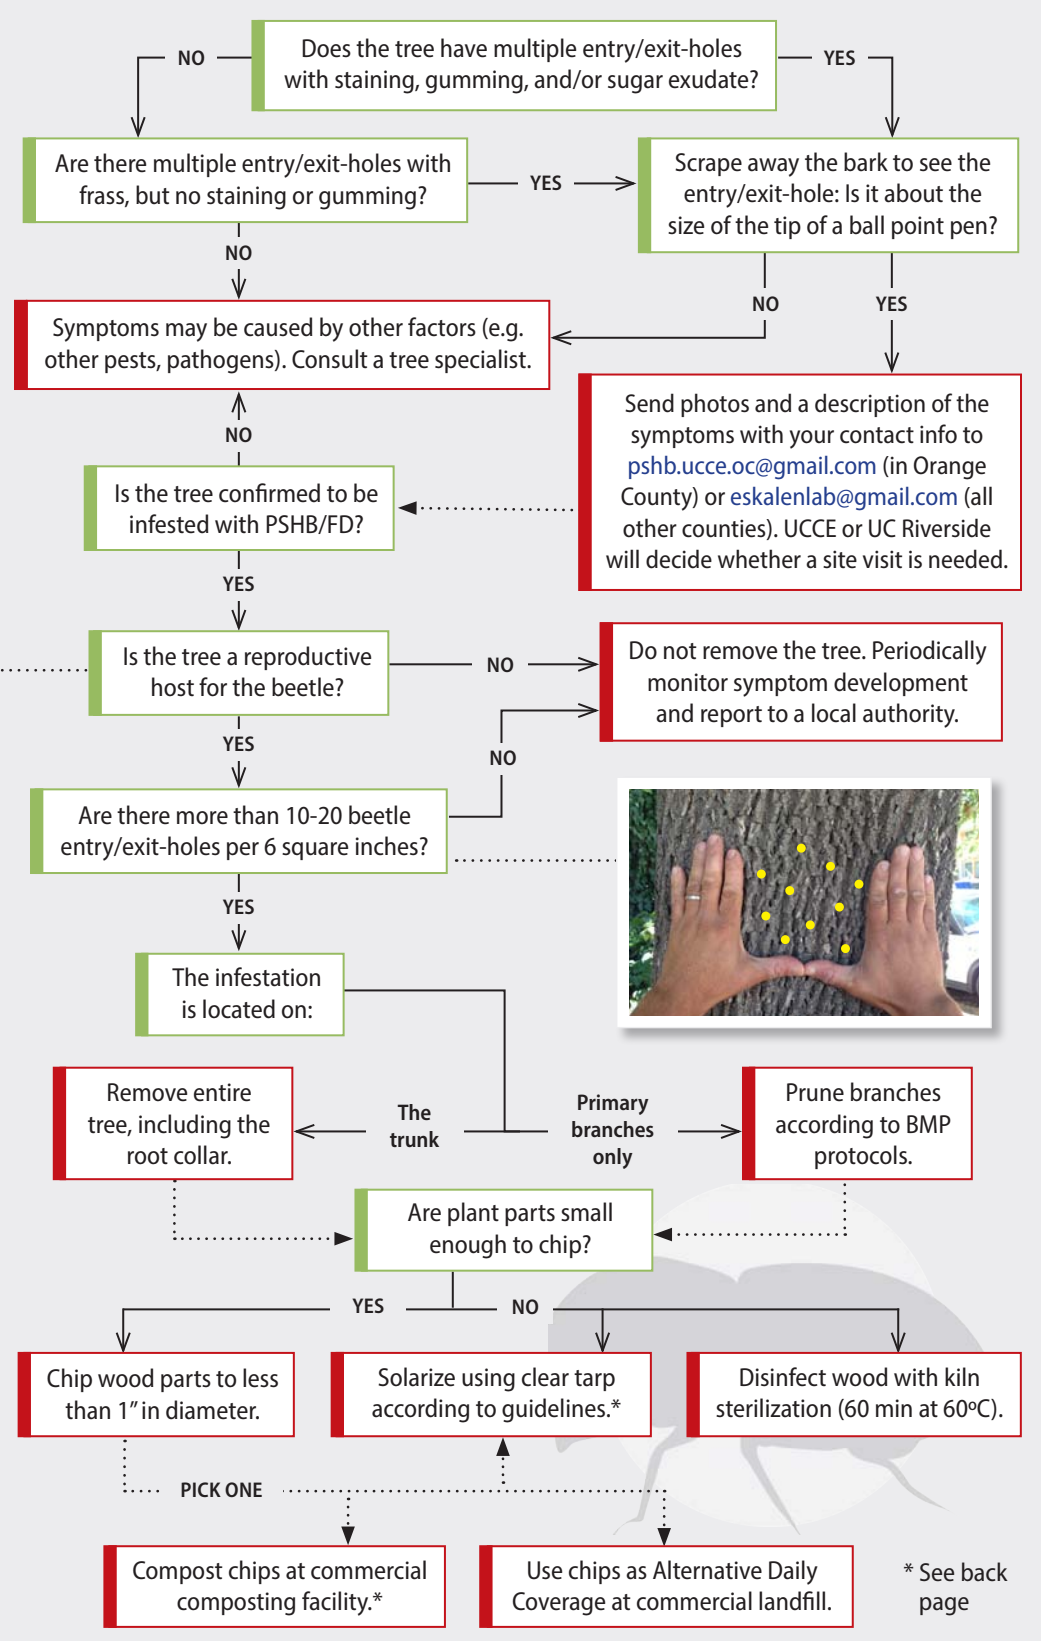 Does the tree have multiple entry/exit-holes
with staining, gumming, and/or sugar exudate?
NO
YES
Are there multiple entry/exit-holes with
frass, but no staining or gumming?
YES
Scrape away the bark to see the
entry/exit-hole: Is it about the
size of the tip of a ball point pen?
NO
NO
YES
Symptoms may be caused by other factors (e.g.
other pests, pathogens). Consult a tree specialist.
Send photos and a description of the
symptoms with your contact info to
pshb.ucce.oc@gmail.com (in Orange
County) or eskalenlab@gmail.com (all
other counties). UCCE or UC Riverside
will decide whether a site visit is needed.
NO
Is the tree confirmed to be
infested with PSHB/FD?
YES
Is the tree a reproductive
host for the beetle?
NO
Do not remove the tree. Periodically
monitor symptom development
and report to a local authority.
YES
NO
Are there more than 10-20 beetle
entry/exit-holes per 6 square inches?
YES
The infestation
is located on:
Remove entire
tree, including the
root collar.
The
trunk
Primary
branches
only
Prune branches
according to BMP
protocols.
Are plant parts small
enough to chip?
YES
NO
Chip wood parts to less
than 1” in diameter.
Solarize using clear tarp
according to guidelines.*
Disinfect wood with kiln
sterilization (60 min at 60ºC).
PICK ONE
Compost chips at commercial
composting facility.*
Use chips as Alternative Daily
Coverage at commercial landfill.
* See back
page